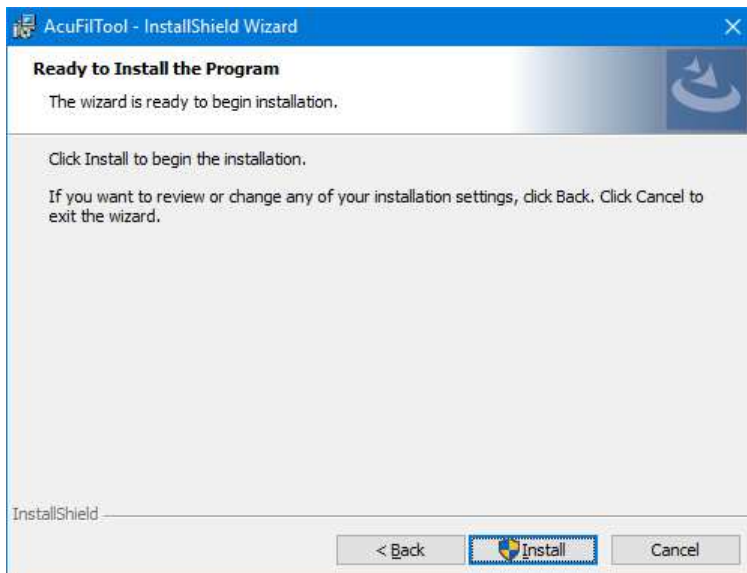 AcuFilTool - InstallShield Wizard
Ready to Install the Program
The wizard is ready to begin installation.
Click Install to begin the installation.
If you want to review or change any of your installation settings, click Back. Click Cancel to
exit the wizard.
InstallShield
< Back
Install
Cancel